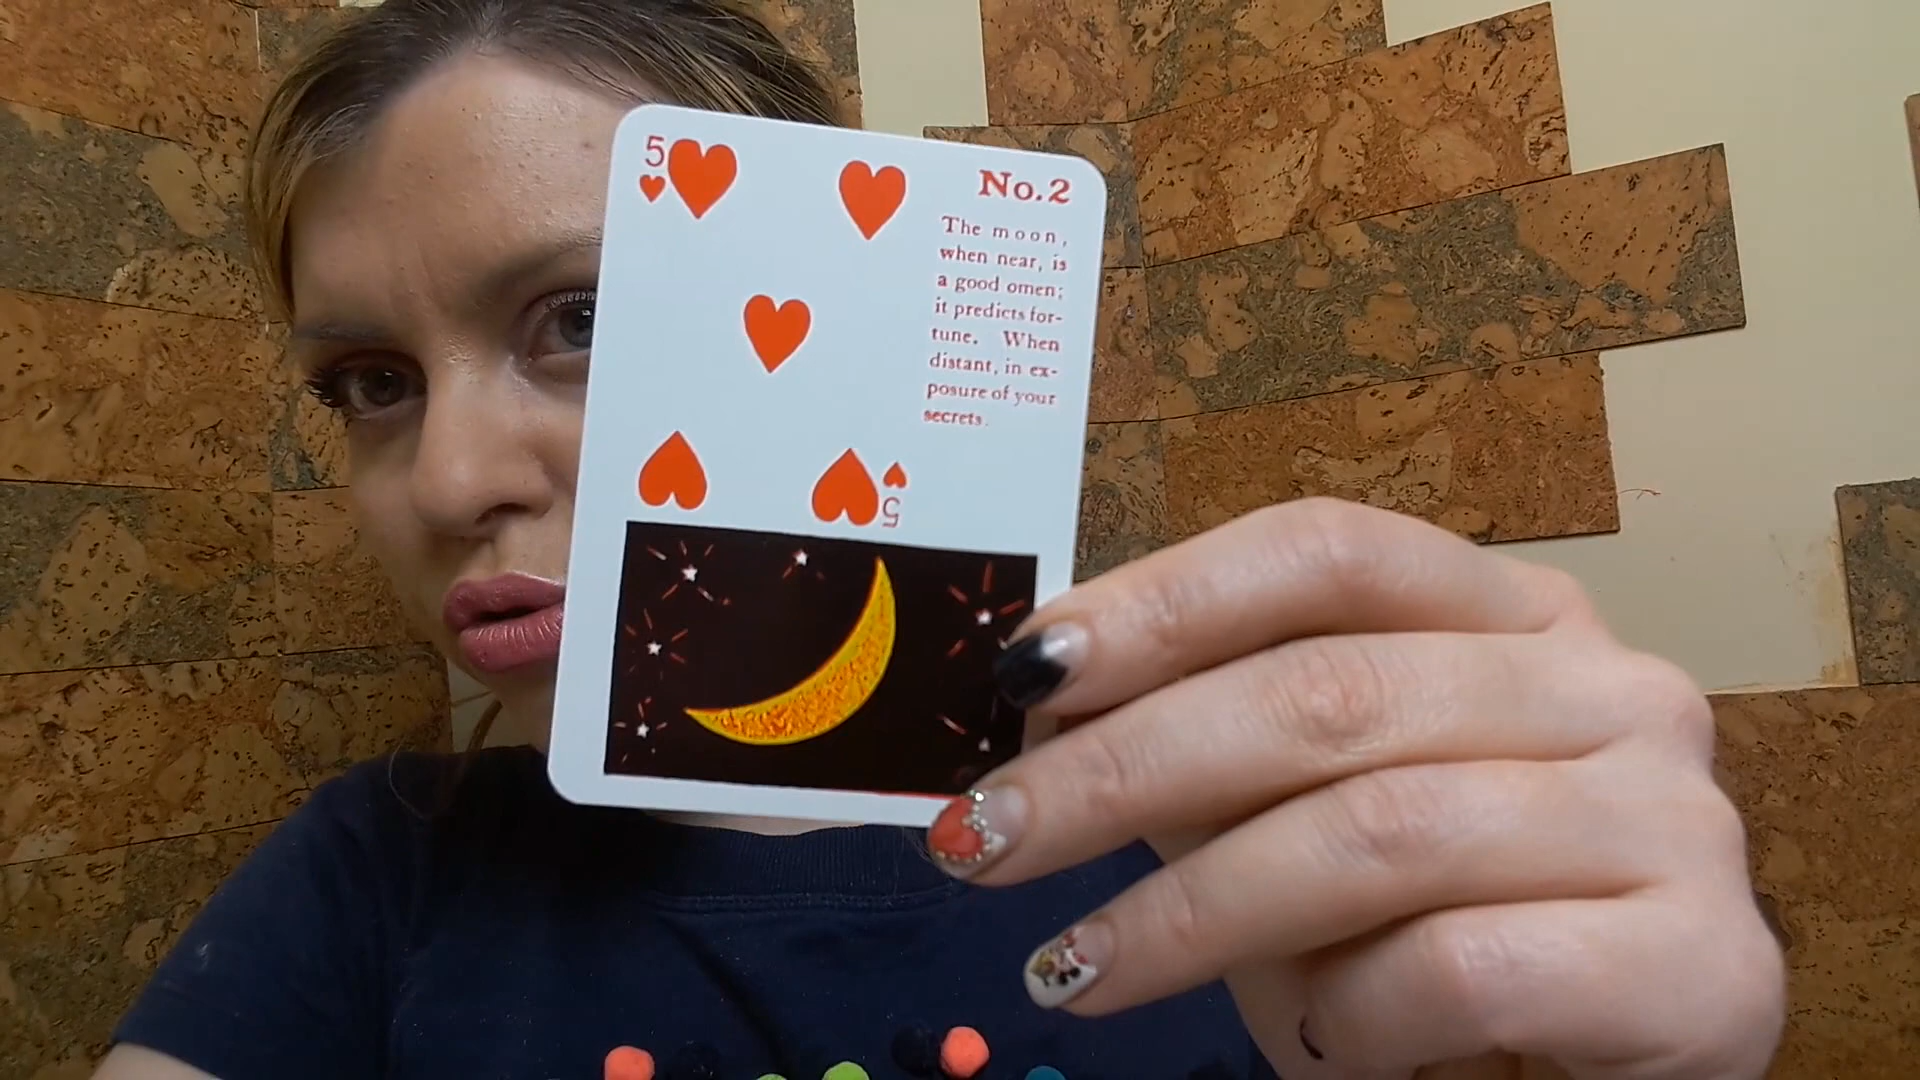 5
No.2
The moon,
when near, is
a good omen;
it predicts for-
tune. When
distant, in ex-
posure of your
secrets.
5